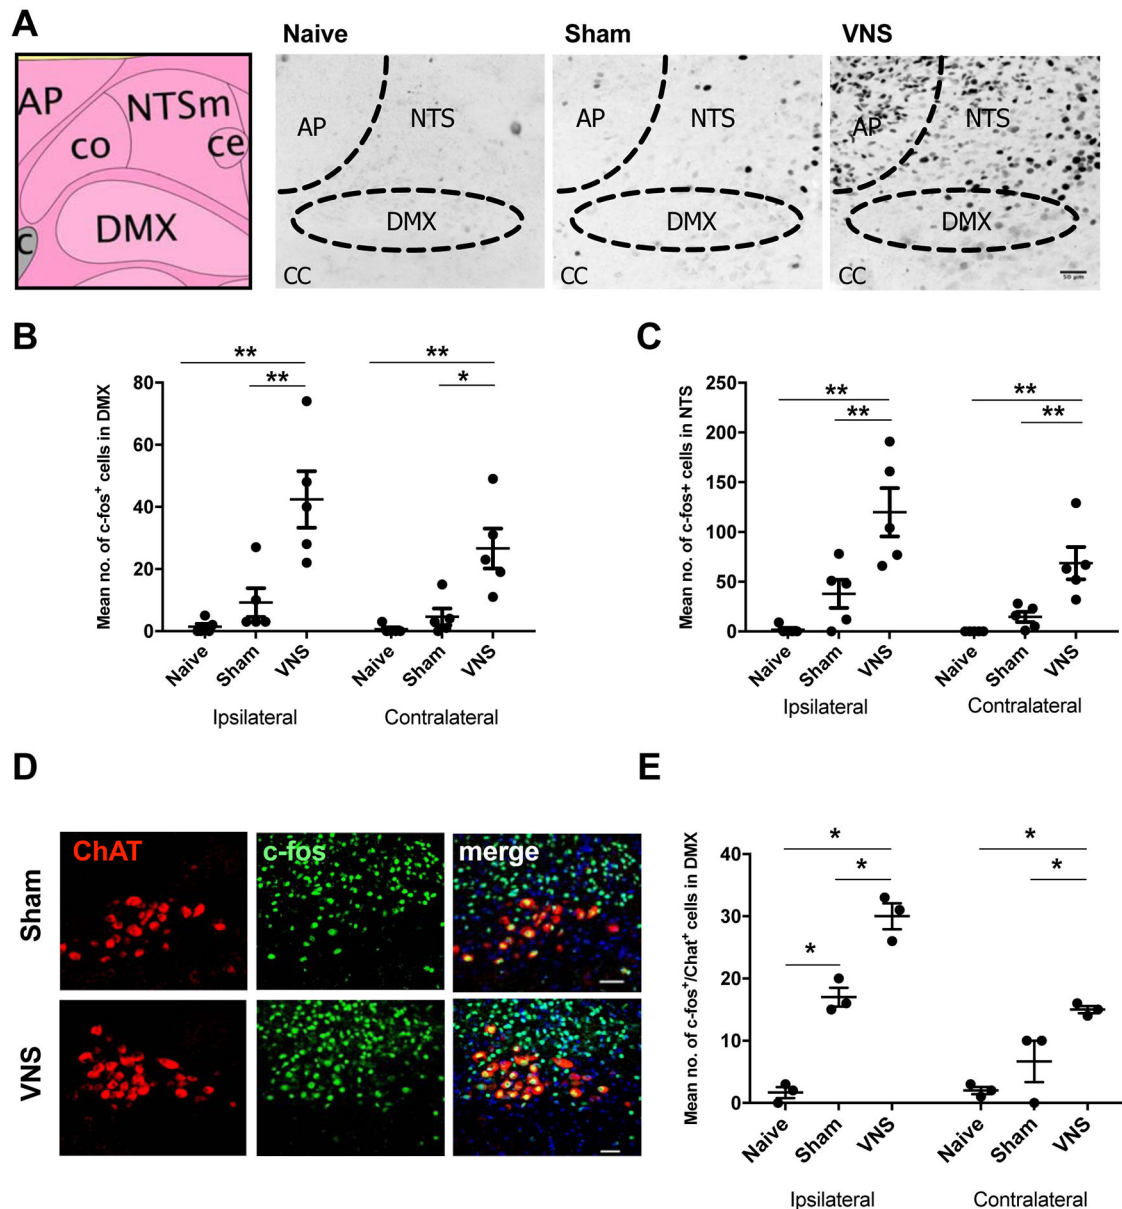 A
Naive
Sham
VNS
AP
NTSm
co
ce
DMX
c
AP
NTS
DMX
CC
AP
NTS
DMX
CC
AP
NTS
DMX
CC
50 μm
B
Mean no. of c-fos⁺ cells in DMX
80
60
40
20
0
**
**
**
*
Naive
Sham
VNS
Naive
Sham
VNS
Ipsilateral
Contralateral
C
Mean no. of c-fos+ cells in NTS
250
200
150
100
50
0
**
**
**
**
Naive
Sham
VNS
Naive
Sham
VNS
Ipsilateral
Contralateral
D
Sham
VNS
ChAT
c-fos
merge
E
Mean no. of c-fos⁺/Chat⁺ cells in DMX
40
30
20
10
0
*
*
*
*
*
Naive
Sham
VNS
Naive
Sham
VNS
Ipsilateral
Contralateral